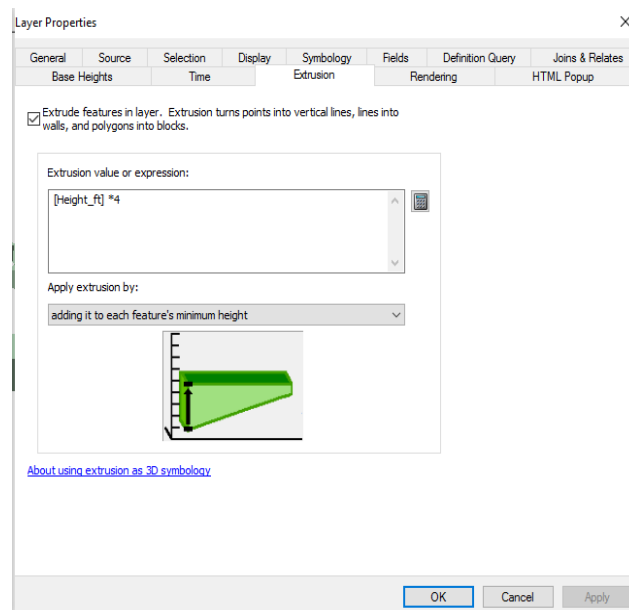 Layer Properties
General Source Selection Display Symbology Fields Definition Query Joins & Relates
Base Heights Time Extrusion Rendering HTML Popup
Extrude features in layer. Extrusion turns points into vertical lines, lines into
walls, and polygons into blocks.
Extrusion value or expression:
[Height_ft] *4
Apply extrusion by:
adding it to each feature's minimum height
About using extrusion as 3D symbology
OK Cancel Apply